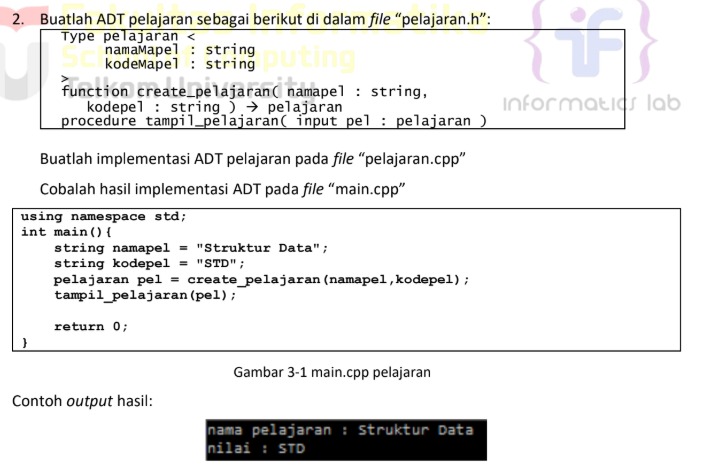 2. Buatlah ADT pelajaran sebagai berikut di dalam file “pelajaran.h”:
Type pelajaran <
namaMapel : string
kodeMapel : string
>
function create_pelajaran( namapel : string,
kodepel : string ) → pelajaran
procedure tampil_pelajaran( input pel : pelajaran )
informatics lab
Buatlah implementasi ADT pelajaran pada file “pelajaran.cpp”
Cobalah hasil implementasi ADT pada file “main.cpp”
using namespace std;
int main(){
string namapel = "Struktur Data";
string kodepel = "STD";
pelajaran pel = create_pelajaran(namapel,kodepel);
tampil_pelajaran(pel);
return 0;
}
Gambar 3-1 main.cpp pelajaran
Contoh output hasil:
nama pelajaran : Struktur Data
nilai : STD